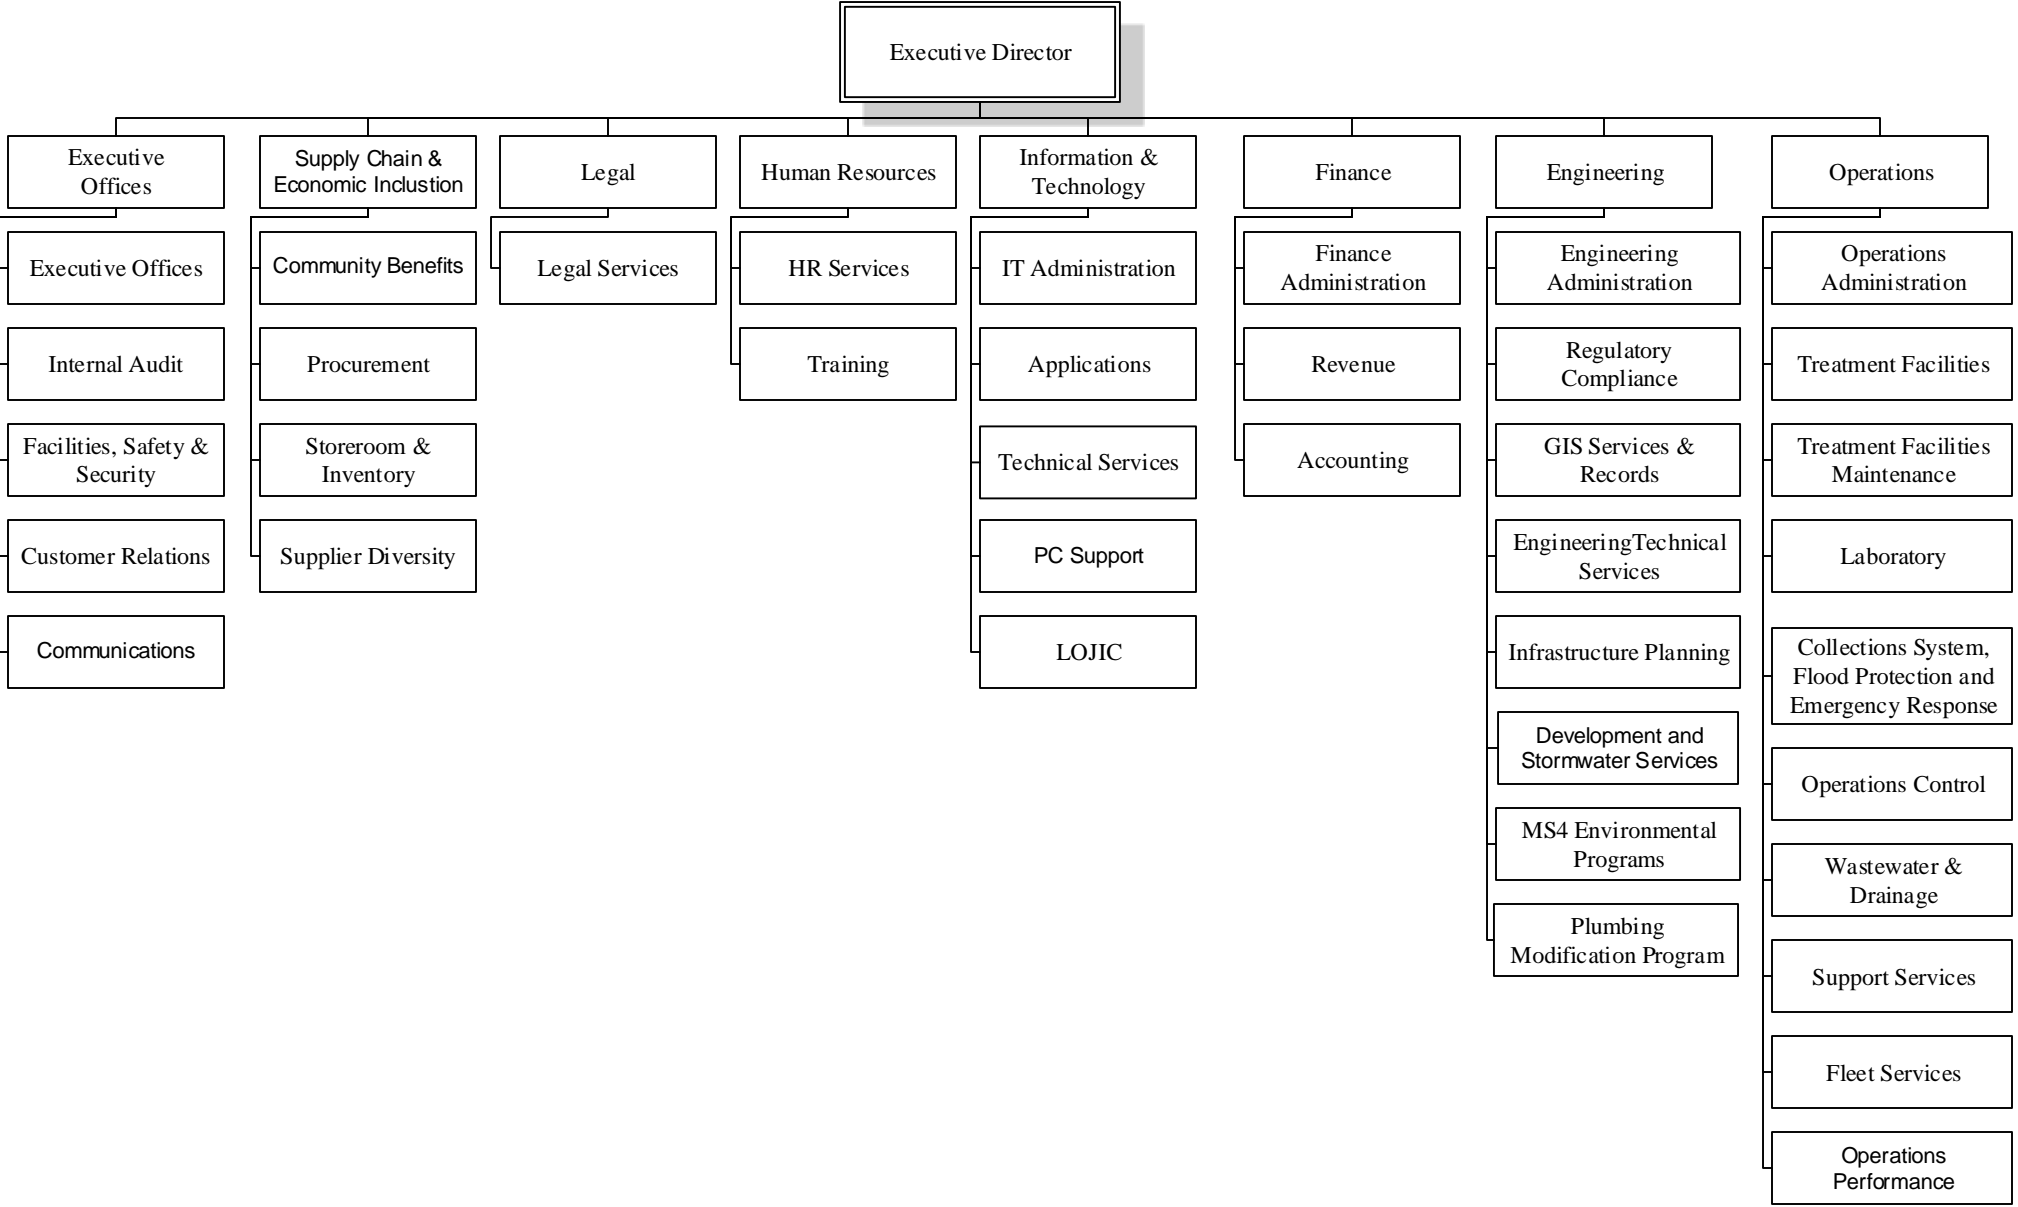 Executive Director
Executive
Offices
Supply Chain &
Economic Inclustion
Legal
Human Resources
Information &
Technology
Finance
Engineering
Operations
Executive Offices
Internal Audit
Facilities, Safety &
Security
Customer Relations
Communications
Community Benefits
Procurement
Storeroom &
Inventory
Supplier Diversity
Legal Services
HR Services
Training
IT Administration
Applications
Technical Services
PC Support
LOJIC
Finance
Administration
Revenue
Accounting
Engineering
Administration
Regulatory
Compliance
GIS Services &
Records
EngineeringTechnical
Services
Infrastructure Planning
Development and
Stormwater Services
MS4 Environmental
Programs
Plumbing
Modification Program
Operations
Administration
Treatment Facilities
Treatment Facilities
Maintenance
Laboratory
Collections System,
Flood Protection and
Emergency Response
Operations Control
Wastewater &
Drainage
Support Services
Fleet Services
Operations
Performance